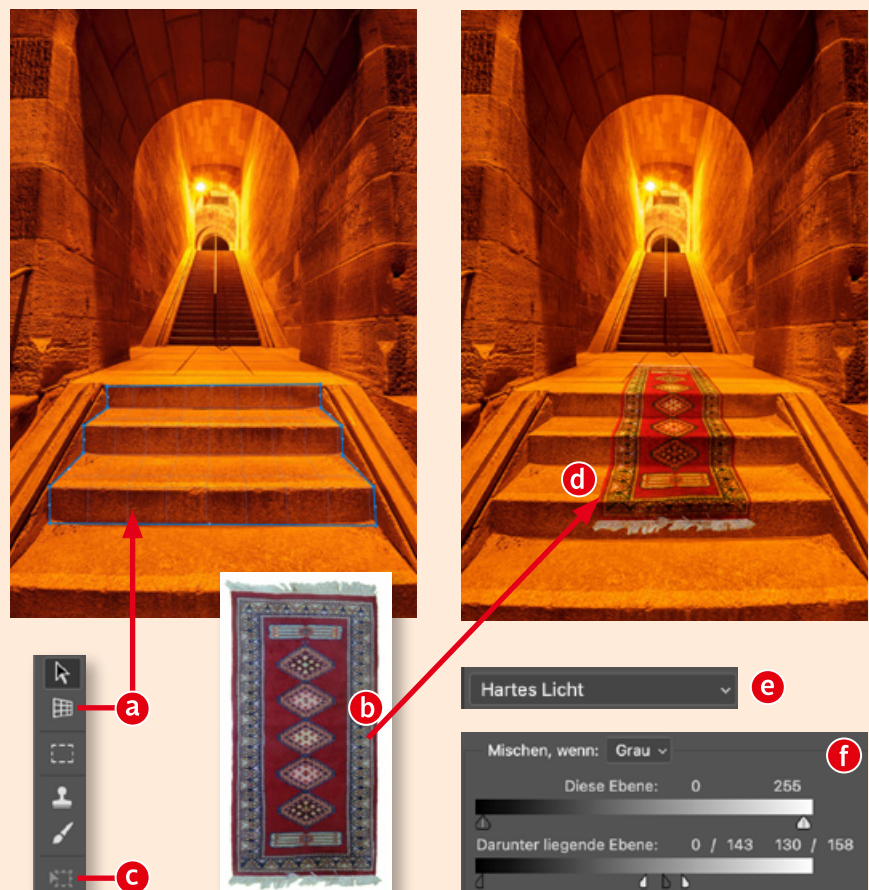 d
a
b
c
Hartes Licht
e
Mischen, wenn: Grau
f
Diese Ebene: 0 255
Darunter liegende Ebene: 0 / 143 130 / 158